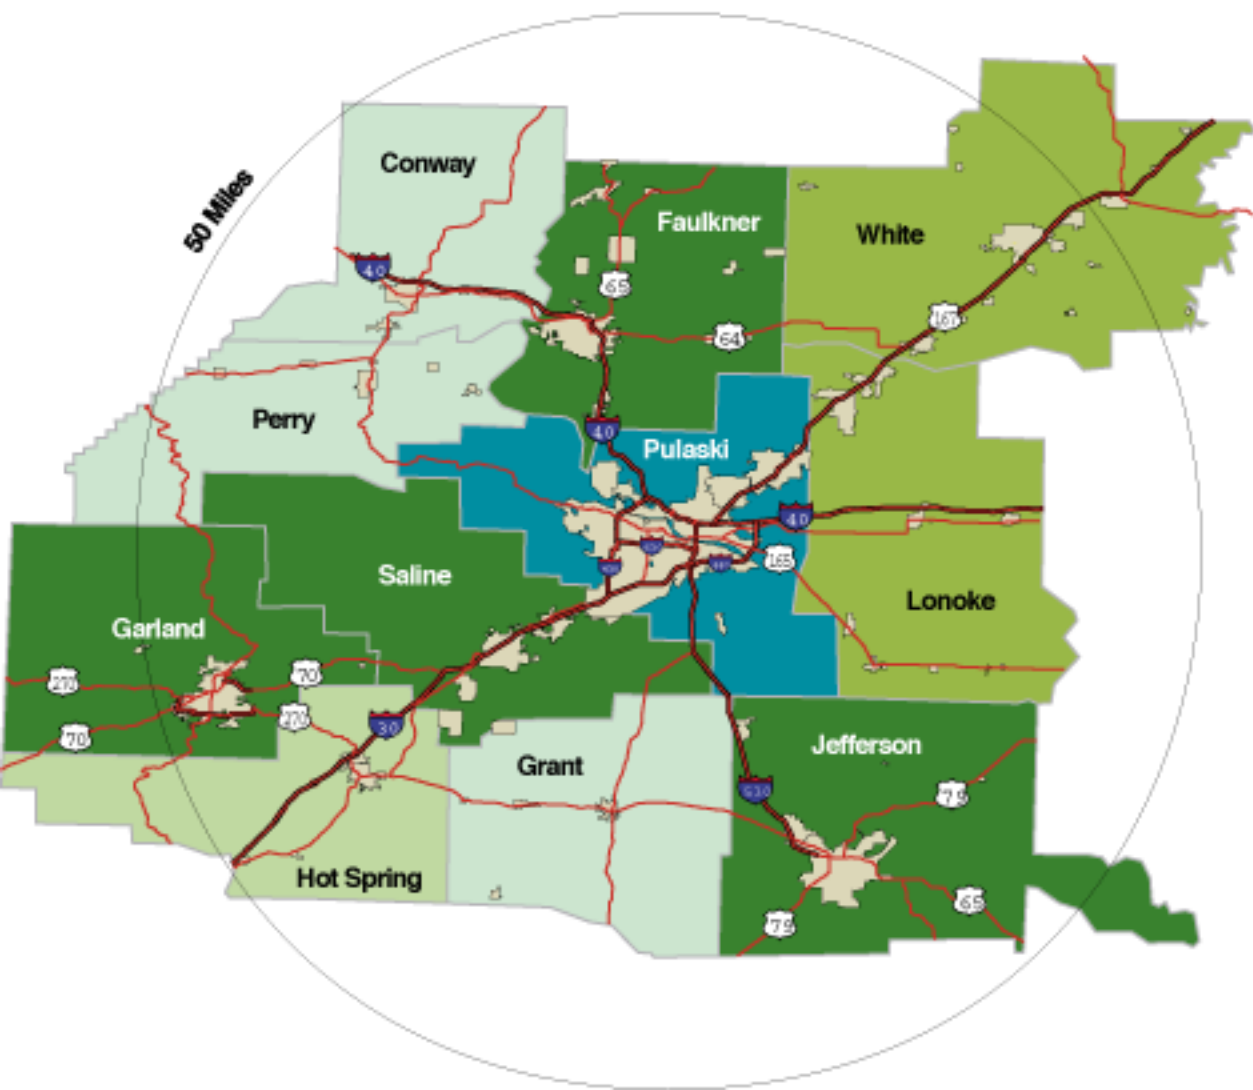 Conway
50 Miles
Faulkner
White
40
65
167
64
Perry
40
Pulaski
40
165
Saline
Lonoke
Garland
70
270
270
30
70
Jefferson
Grant
530
79
Hot Spring
65
79